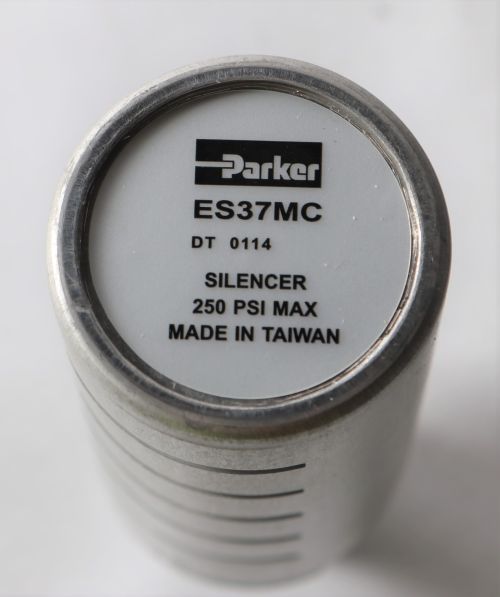 Parker
ES37MC
DT 0114
SILENCER
250 PSI MAX
MADE IN TAIWAN